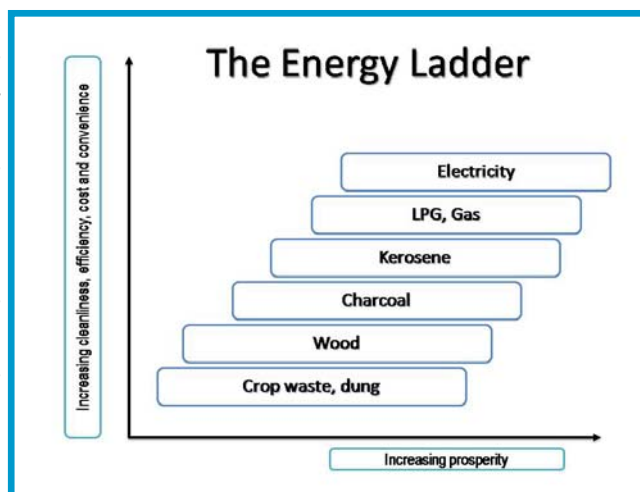 The Energy Ladder
Increasing cleanliness, efficiency, cost and convenience
Electricity
LPG, Gas
Kerosene
Charcoal
Wood
Crop waste, dung
Increasing prosperity